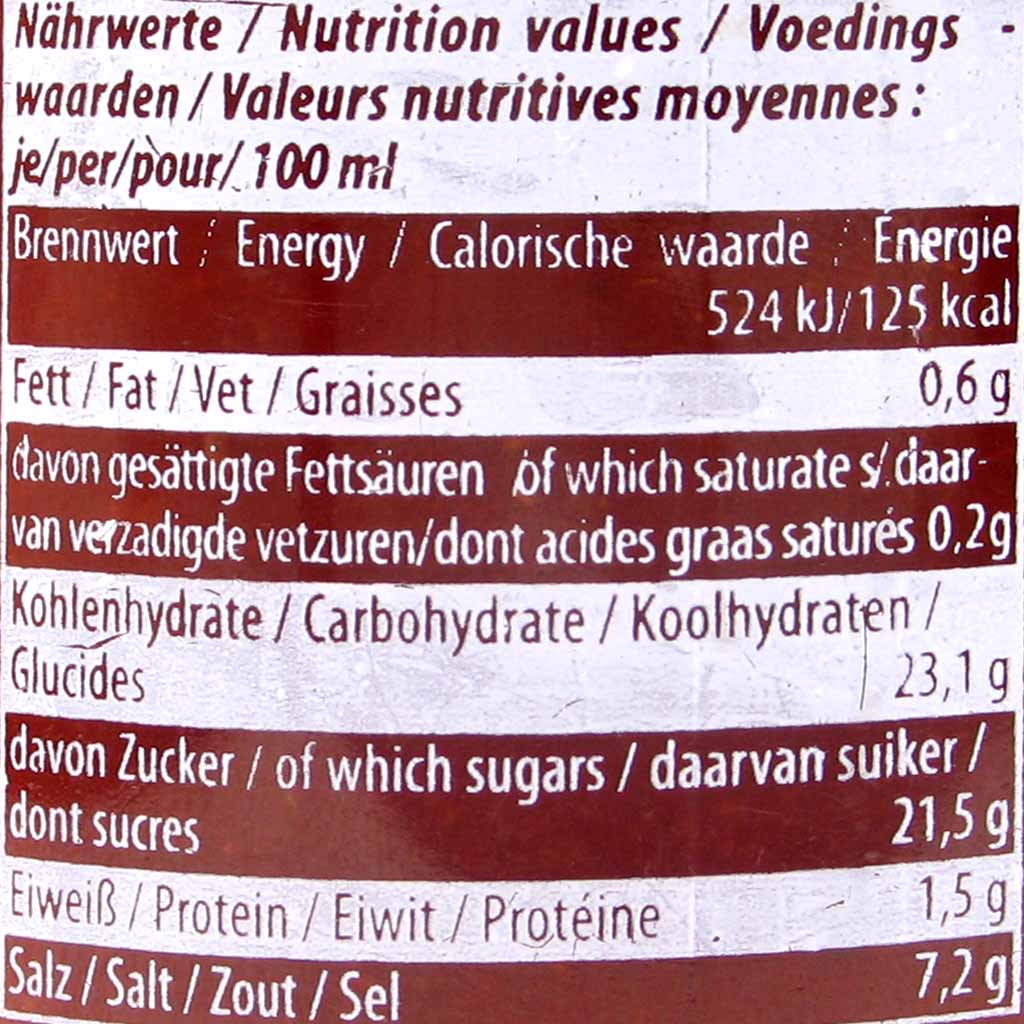 Nährwerte / Nutrition values / Voedings -
waarden / Valeurs nutritives moyennes :
je/per/pour/ 100 ml
Brennwert / Energy / Calorische waarde / Énergie
524 kJ/125 kcal
Fett / Fat / Vet / Graisses 0,6 g
davon gesättigte Fettsäuren of which saturates/ daar-
van verzadigde vetzuren/dont acides graas saturés 0,2g
Kohlenhydrate / Carbohydrate / Koolhydraten /
Glucides 23,1 g
davon Zucker / of which sugars / daarvan suiker /
dont sucres 21,5 g
Eiweiß / Protein / Eiwit / Protéine 1,5 g
Salz / Salt / Zout / Sel 7,2 g